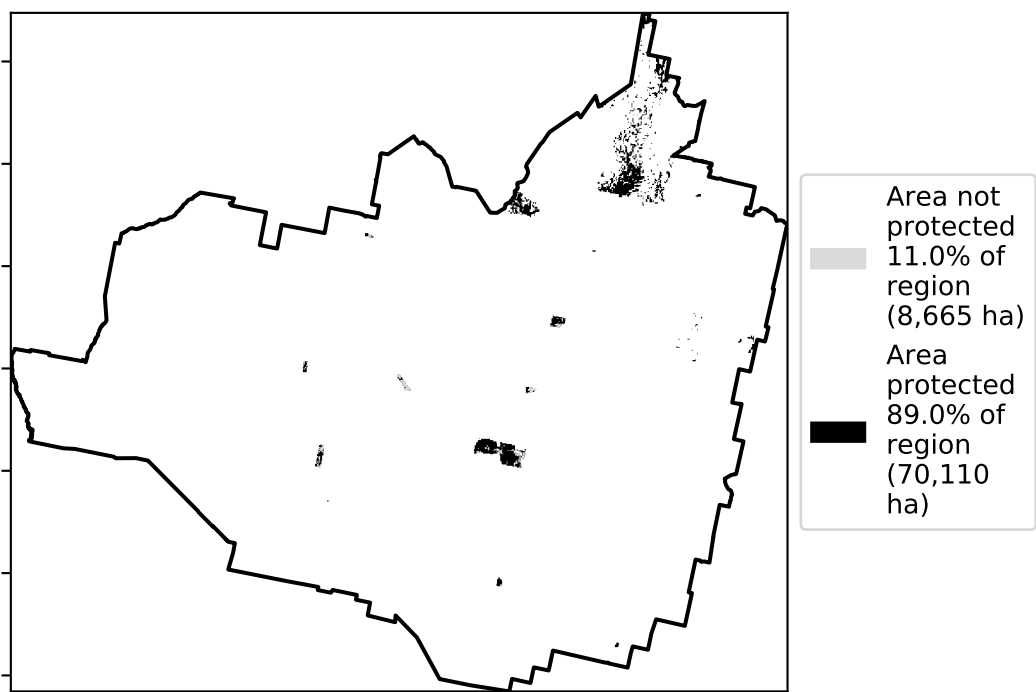 Area not
protected
11.0% of
region
(8,665 ha)
Area
protected
89.0% of
region
(70,110
ha)